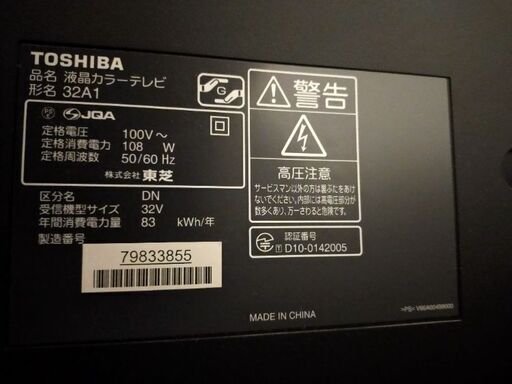 TOSHIBA
品名 液晶カラーテレビ
形名 32A1
G
JQA
定格電圧 100V～
定格消費電力 108 W
定格周波数 50/60 Hz
株式会社 東芝
区分名 DN
受信機型サイズ 32V
年間消費電力量 83 kWh/年
製造番号
79833855
警告
高圧注意
サービスマン以外の方は裏ぶたをあけ
ないでください。内部には高電圧部分が
数多くあり、万一さわると危険です。
認証番号
D10-0142005
MADE IN CHINA